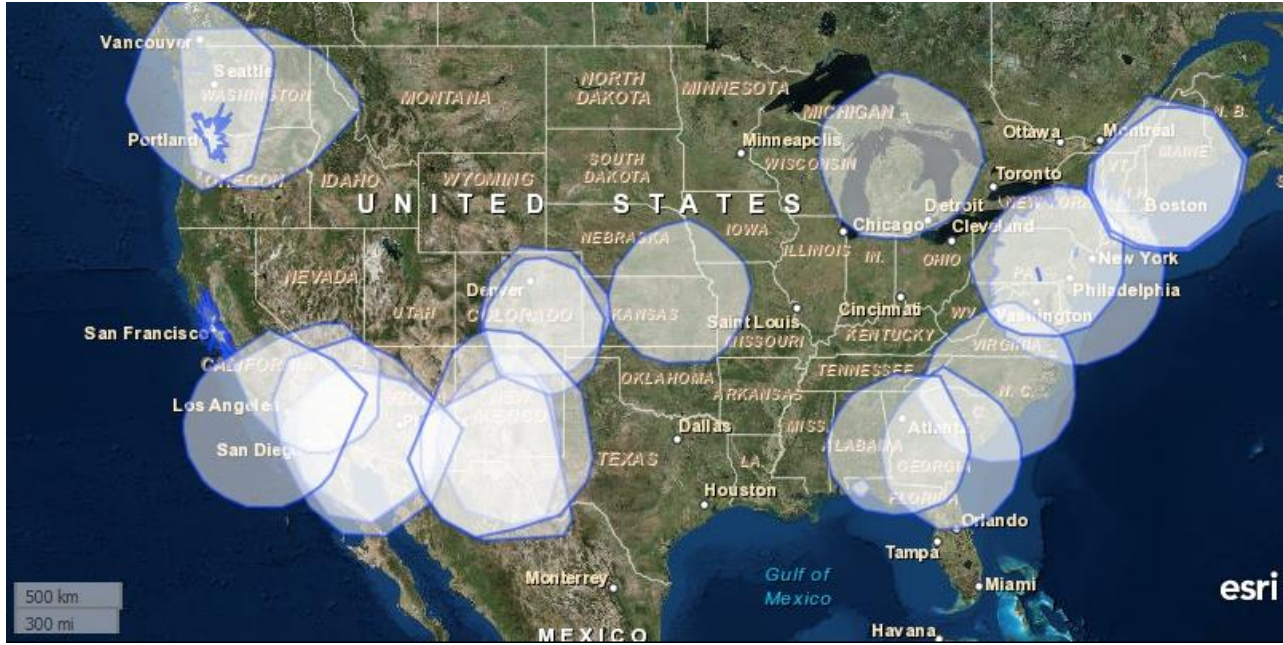 Vancouver
Seattle
WASHINGTON
Portland
OREGON
MONTANA
NORTH
DAKOTA
MINNESOTA
Minneapolis
MICHIGAN
WISCONSIN
Ottawa
Montréal
N. B.
VT.
MAINE
Boston
Toronto
NEW YORK
IDAHO
WYOMING
SOUTH
DAKOTA
UNITED STATES
Detroit
Chicago
Cleveland
NEBRASKA
IOWA
ILLINOIS
IN.
OHIO
New York
PA.
Philadelphia
NEVADA
UTAH
Denver
COLORADO
KANSAS
Saint Louis
MISSOURI
Cincinnati
WV.
Washington
KENTUCKY
VIRGINIA
San Francisco
CALIFORNIA
Los Angeles
San Diego
NEW
MEXICO
OKLAHOMA
ARKANSAS
TENNESSEE
N. C.
Atlanta
MISS.
ALABAMA
GEORGIA
Dallas
TEXAS
LA.
Houston
FLORIDA
Orlando
Tampa
Miami
Gulf of
Mexico
Monterrey
MEXICO
Havana
500 km
300 mi
esri